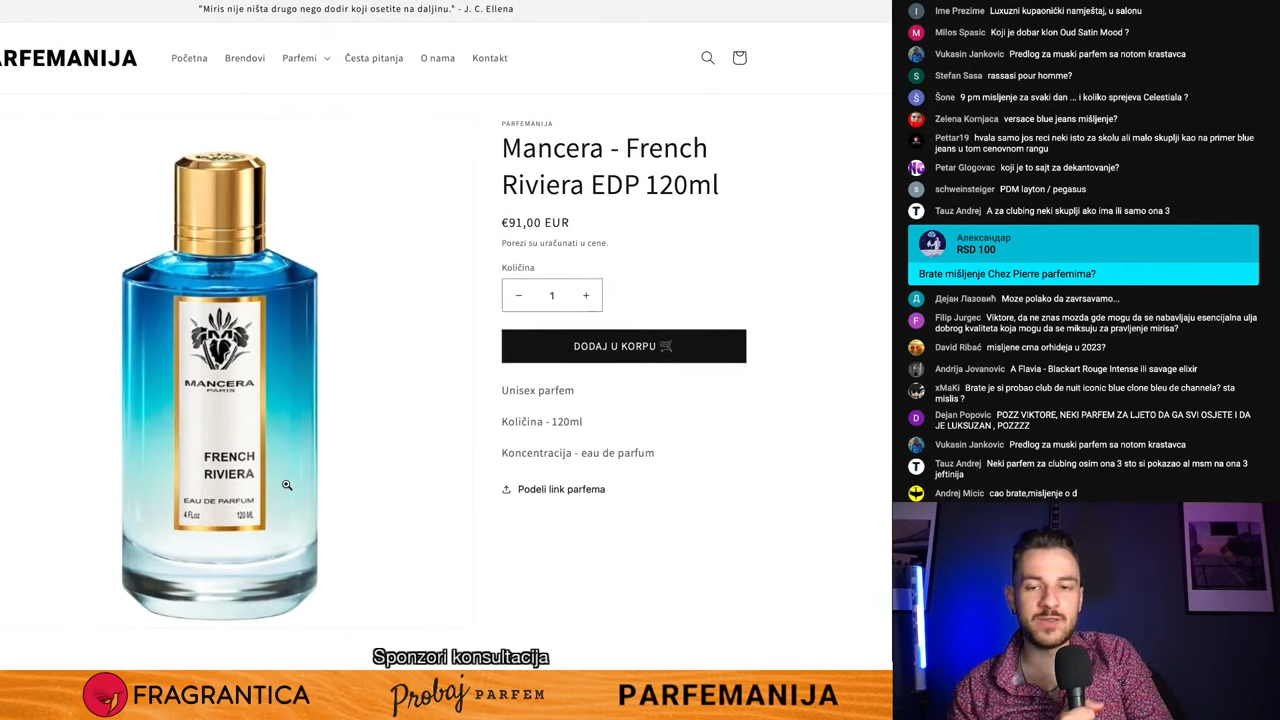 "Miris nije ništa drugo nego dodir koji osetite na daljinu." - J. C. Ellena
ARFEMANIJA
Početna Brendovi Parfemi Česta pitanja O nama Kontakt
PARFEMANIJA
Mancera - French
Riviera EDP 120ml
€91,00 EUR
Porezi su uračunati u cene.
Količina
− 1 +
DODAJ U KORPU 🛒
Unisex parfem
Količina - 120ml
Koncentracija - eau de parfum
Podeli link parfema
MANCERA
PARIS
FRENCH
RIVIERA
EAU DE PARFUM
4 FLoz 120 ML
Sponzori konsultacija
FRAGRANTICA
Probaj PARFEM
PARFEMANIJA
I Ime Prezime Luxuzni kupaonićki namještaj, u salonu
M Milos Spasic Koji je dobar klon Oud Satin Mood ?
Vukasin Jankovic Predlog za muski parfem sa notom krastavca
S Stefan Sasa rassasi pour homme?
Š Šone 9 pm misljenje za svaki dan ... i koliko sprejeva Celestiala ?
Zelena Kornjaca versace blue jeans mišljenje?
Pettar19 hvala samo jos reci neki isto za skolu ali malo skuplji kao na primer blue
jeans u tom cenovnom rangu
Petar Glogovac koji je to sajt za dekantovanje?
s schweinsteiger PDM layton / pegasus
T Tauz Andrej A za clubing neki skuplji ako ima ili samo ona 3
Александар
RSD 100
Brate mišljenje Chez Pierre parfemima?
Д Дејан Лазовић Moze polako da zavrsavamo...
F Filip Jurgec Viktore, da ne znas mozda gde mogu da se nabavljaju esencijalna ulja
dobrog kvaliteta koja mogu da se miksuju za pravljenje mirisa?
David Ribać misljene crna orhideja u 2023?
Andrija Jovanovic A Flavia - Blackart Rouge Intense ili savage elixir
xMaKi Brate je si probao club de nuit iconic blue clone bleu de channela? sta
mislis ?
D Dejan Popovic POZZ VIKTORE, NEKI PARFEM ZA LJETO DA GA SVI OSJETE I DA
JE LUKSUZAN , POZZZZ
Vukasin Jankovic Predlog za muski parfem sa notom krastavca
T Tauz Andrej Neki parfem za clubing osim ona 3 sto si pokazao al msm na ona 3
jeftinija
Andrej Micic cao brate,misljenje o d